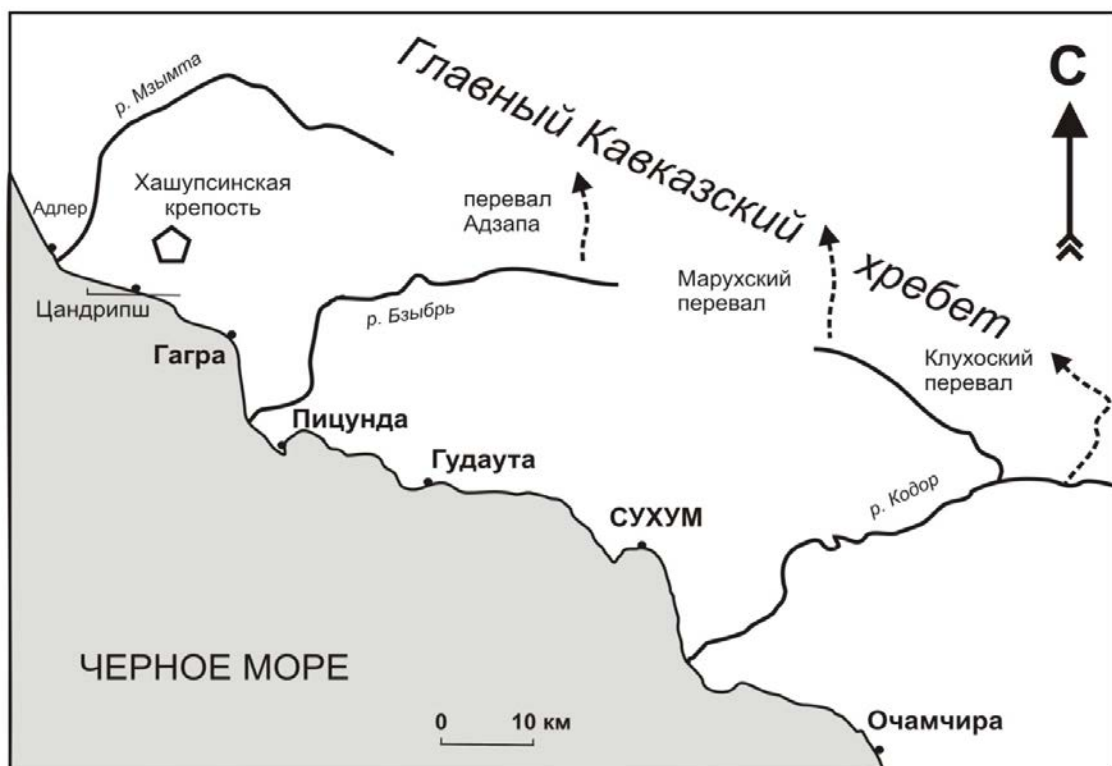 р. Мзымта
Главный Кавказский хребет
С
Адлер
Хашупсинская
крепость
перевал
Адзапа
Марухский
перевал
Цандрипш
р. Бзыбрь
Гагра
Клухоский
перевал
Пицунда
Гудаута
р. Кодор
СУХУМ
ЧЕРНОЕ МОРЕ
0 10 км
Очамчира